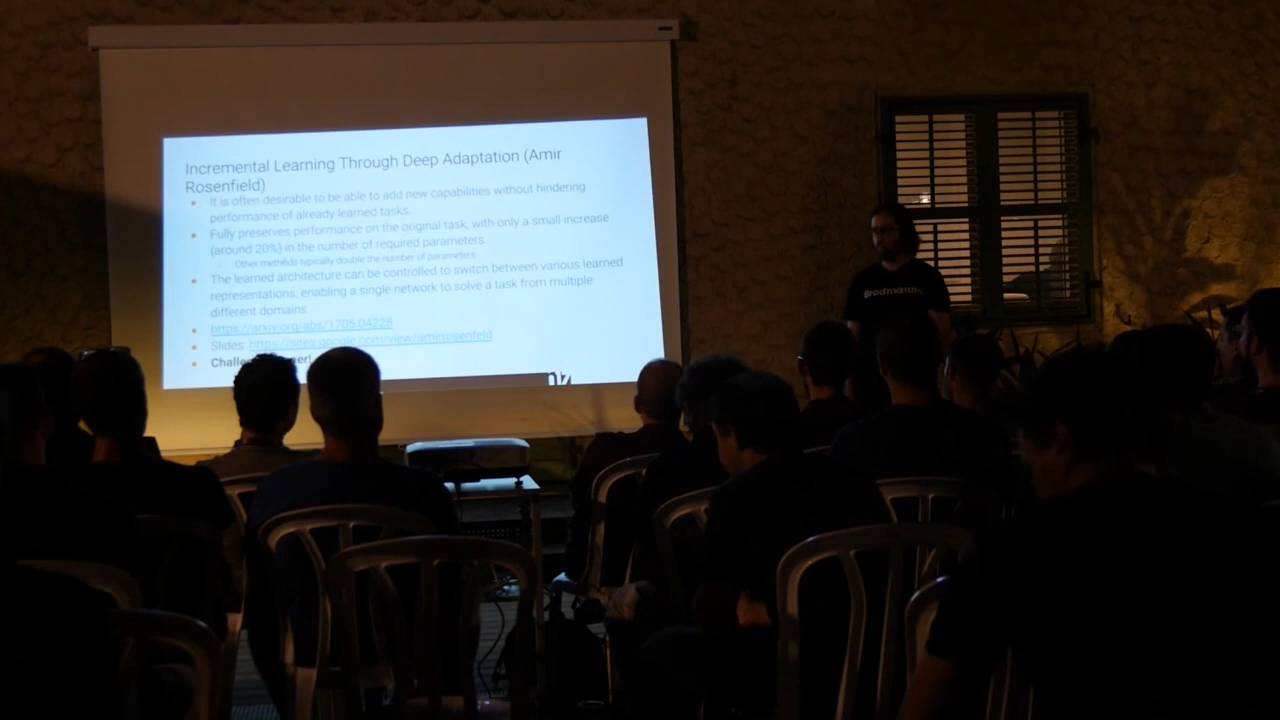 Incremental Learning Through Deep Adaptation (Amir
Rosenfield)
It is often desirable to be able to add new capabilities without hindering
performance of already learned tasks.
Fully preserves performance on the original task, with only a small increase
(around 20%) in the number of required parameters.
Other methods typically double the number of parameters.
The learned architecture can be controlled to switch between various learned
representations, enabling a single network to solve a task from multiple
different domains.
https://arxiv.org/abs/1705.04228
Slides: https://sites.google.com/view/amirrosenfeld